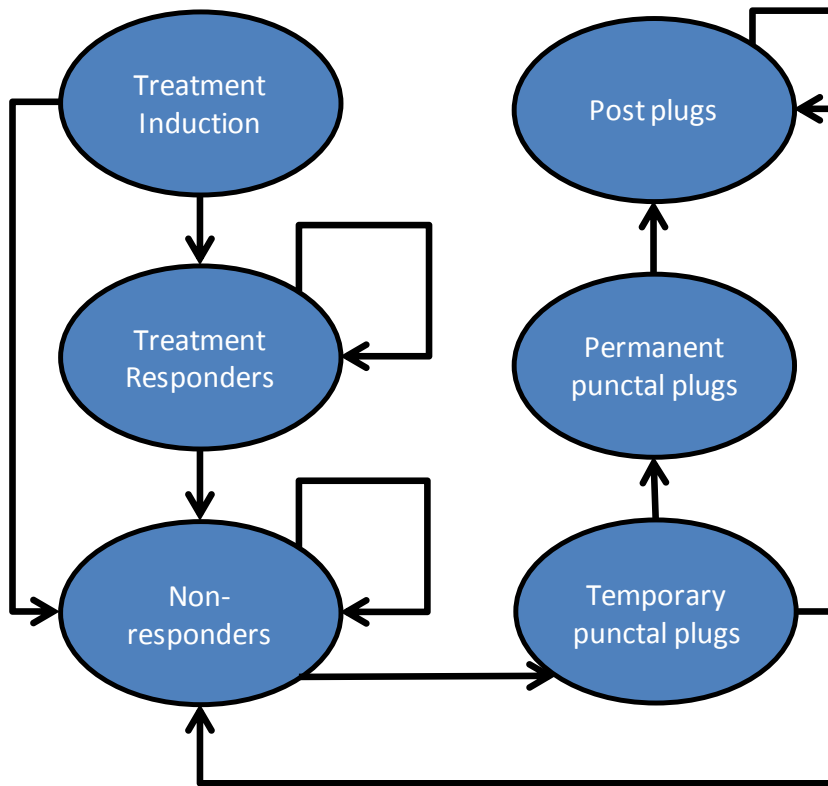 Treatment
Induction
Post plugs
Treatment
Responders
Permanent
punctal plugs
Non-
responders
Temporary
punctal plugs